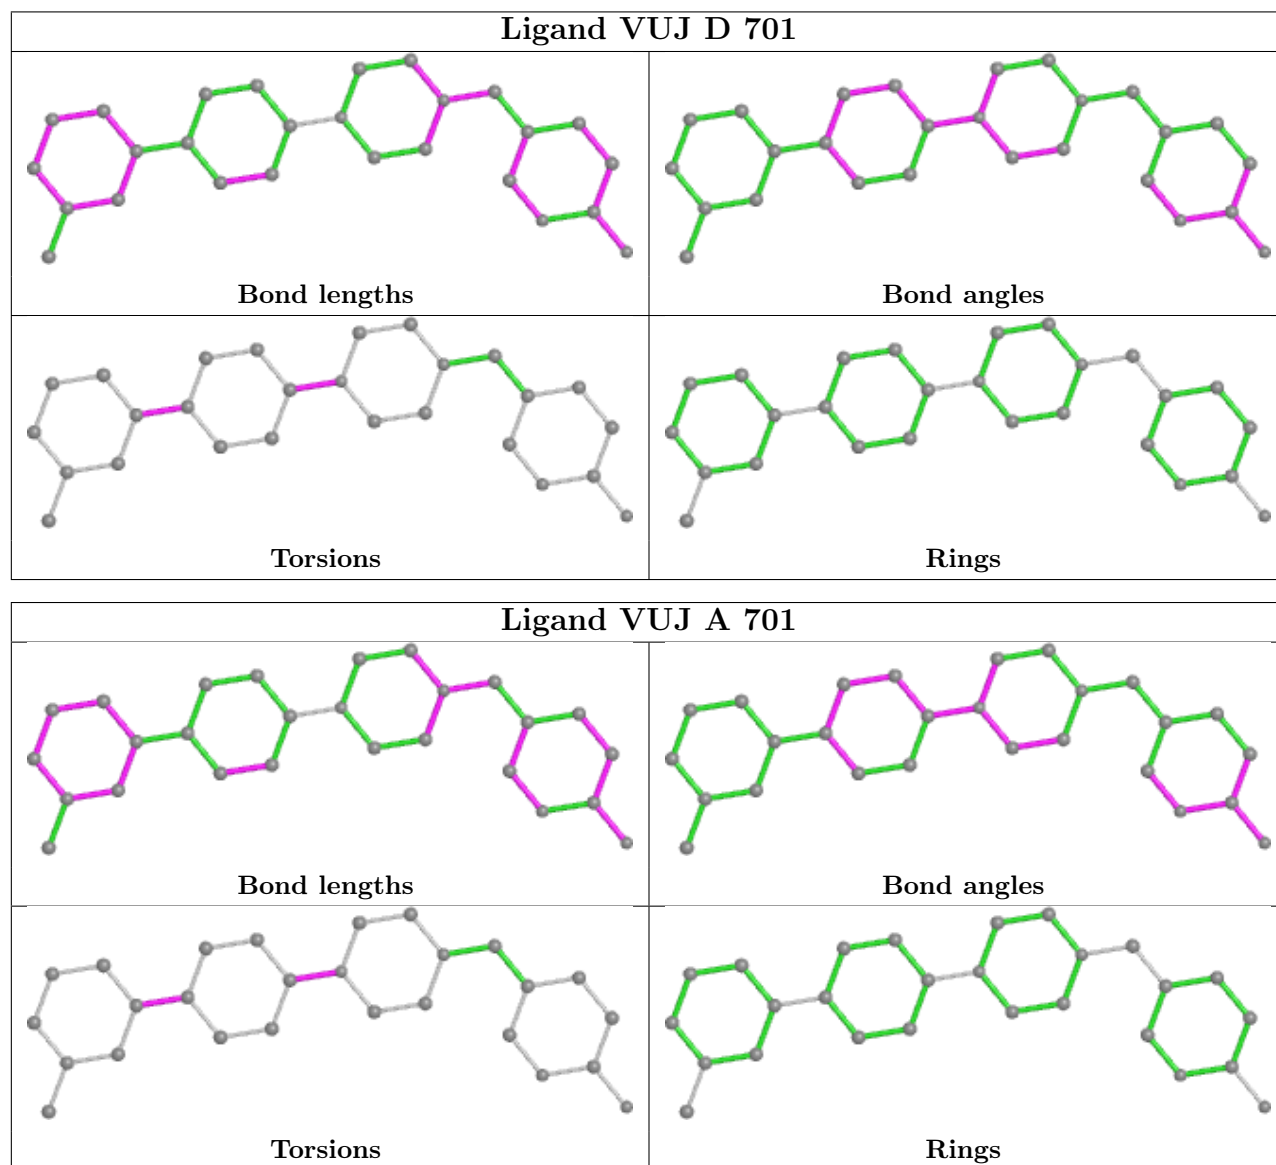 Ligand VUJ D 701
Bond lengths
Bond angles
Torsions
Rings
Ligand VUJ A 701
Bond lengths
Bond angles
Torsions
Rings